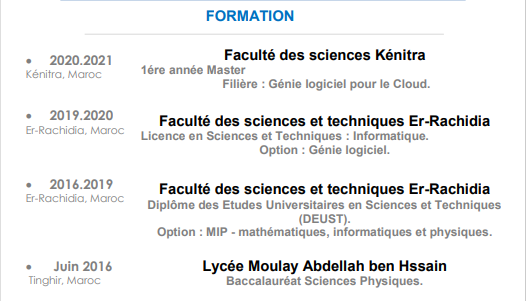 FORMATION
• 2020.2021 Faculté des sciences Kénitra
Kénitra, Maroc 1ére année Master
Filière : Génie logiciel pour le Cloud.
• 2019.2020 Faculté des sciences et techniques Er-Rachidia
Er-Rachidia, Maroc Licence en Sciences et Techniques : Informatique.
Option : Génie logiciel.
• 2016.2019 Faculté des sciences et techniques Er-Rachidia
Er-Rachidia, Maroc Diplôme des Etudes Universitaires en Sciences et Techniques
(DEUST).
Option : MIP - mathématiques, informatiques et physiques.
• Juin 2016 Lycée Moulay Abdellah ben Hssain
Tinghir, Maroc Baccalauréat Sciences Physiques.